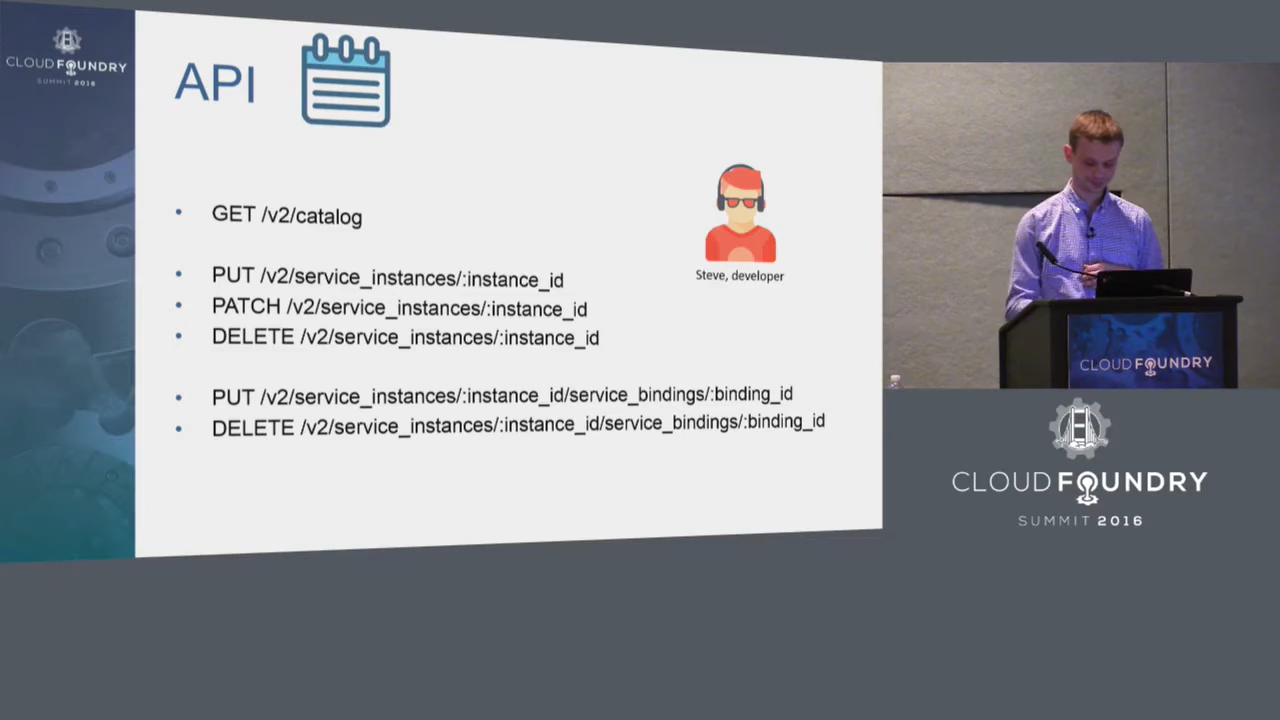 CLOUD FOUNDRY
SUMMIT 2016
API
GET /v2/catalog
PUT /v2/service_instances/:instance_id
PATCH /v2/service_instances/:instance_id
DELETE /v2/service_instances/:instance_id
PUT /v2/service_instances/:instance_id/service_bindings/:binding_id
DELETE /v2/service_instances/:instance_id/service_bindings/:binding_id
Steve, developer
CLOUD FOUNDRY
CLOUD FOUNDRY
SUMMIT 2016